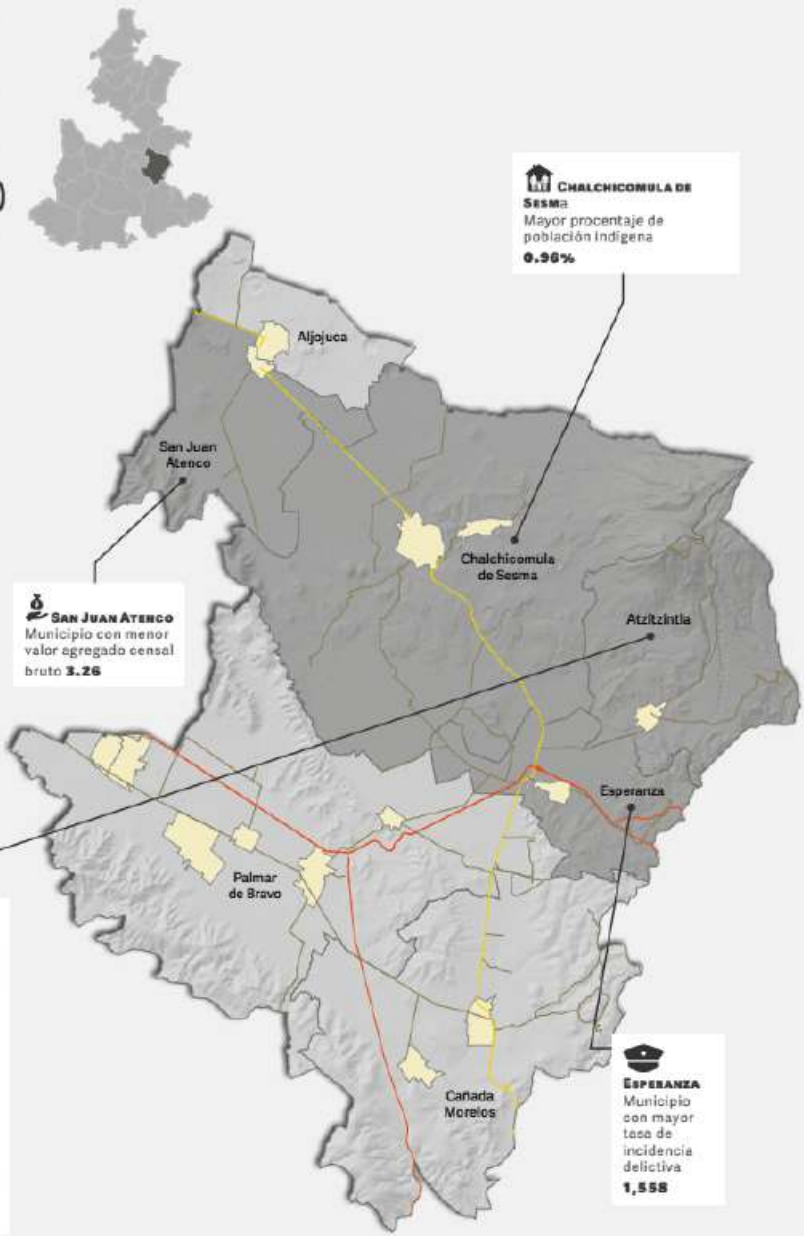 CHALCHICOMULA DE
SESMa
Mayor procentaje de
población indígena
0.96%
Aljojuca
San Juan
Atenco
Chalchicomula
de Sesma
Atzitzintla
SAN JUAN ATENCO
Municipio con menor
valor agregado censal
bruto 3.26
Esperanza
Palmar
de Bravo
Cañada
Morelos
ESPERANZA
Municipio
con mayor
tasa de
incidencia
delictiva
1,558